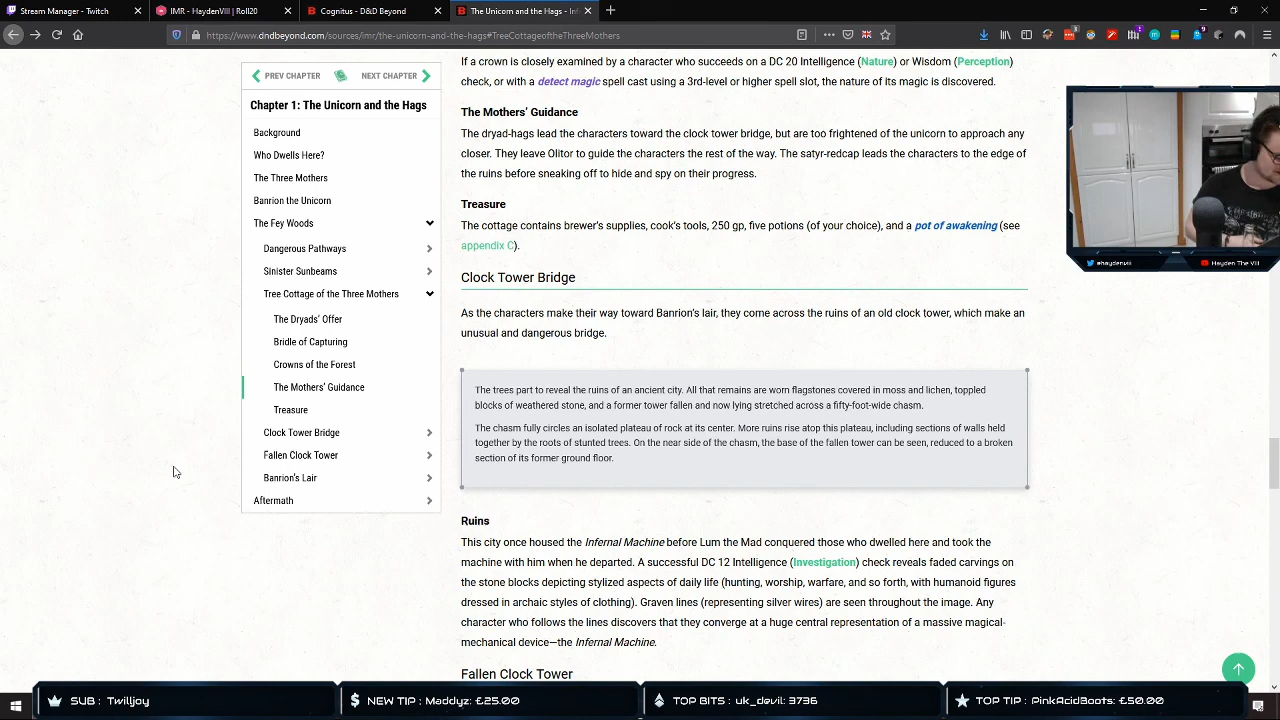 Stream Manager - Twitch
IMR - HaydenVIII | Roll20
Cognitus - D&D Beyond
The Unicorn and the Hags - In
https://www.dndbeyond.com/sources/imr/the-unicorn-and-the-hags#TreeCottageoftheThreeMothers
PREV CHAPTER
NEXT CHAPTER
Chapter 1: The Unicorn and the Hags
Background
Who Dwells Here?
The Three Mothers
Banrion the Unicorn
The Fey Woods
Dangerous Pathways
Sinister Sunbeams
Tree Cottage of the Three Mothers
The Dryads' Offer
Bridle of Capturing
Crowns of the Forest
The Mothers' Guidance
Treasure
Clock Tower Bridge
Fallen Clock Tower
Banrion's Lair
Aftermath
If a crown is closely examined by a character who succeeds on a DC 20 Intelligence (Nature) or Wisdom (Perception)
check, or with a detect magic spell cast using a 3rd-level or higher spell slot, the nature of its magic is discovered.
The Mothers' Guidance
The dryad-hags lead the characters toward the clock tower bridge, but are too frightened of the unicorn to approach any
closer. They leave Olitor to guide the characters the rest of the way. The satyr-redcap leads the characters to the edge of
the ruins before sneaking off to hide and spy on their progress.
Treasure
The cottage contains brewer's supplies, cook's tools, 250 gp, five potions (of your choice), and a pot of awakening (see
appendix C).
Clock Tower Bridge
As the characters make their way toward Banrion's lair, they come across the ruins of an old clock tower, which make an
unusual and dangerous bridge.
The trees part to reveal the ruins of an ancient city. All that remains are worn flagstones covered in moss and lichen, toppled
blocks of weathered stone, and a former tower fallen and now lying stretched across a fifty-foot-wide chasm.
The chasm fully circles an isolated plateau of rock at its center. More ruins rise atop this plateau, including sections of walls held
together by the roots of stunted trees. On the near side of the chasm, the base of the fallen tower can be seen, reduced to a broken
section of its former ground floor.
Ruins
This city once housed the Infernal Machine before Lum the Mad conquered those who dwelled here and took the
machine with him when he departed. A successful DC 12 Intelligence (Investigation) check reveals faded carvings on
the stone blocks depicting stylized aspects of daily life (hunting, worship, warfare, and so forth, with humanoid figures
dressed in archaic styles of clothing). Graven lines (representing silver wires) are seen throughout the image. Any
character who follows the lines discovers that they converge at a huge central representation of a massive magical-
mechanical device—the Infernal Machine.
Fallen Clock Tower
@haydenviii
Hayden The VIII
SUB : Twilljoy
NEW TIP : Maddyz: £25.00
TOP BITS : uk_devil: 3736
TOP TIP : PinkAcidBoots: £50.00